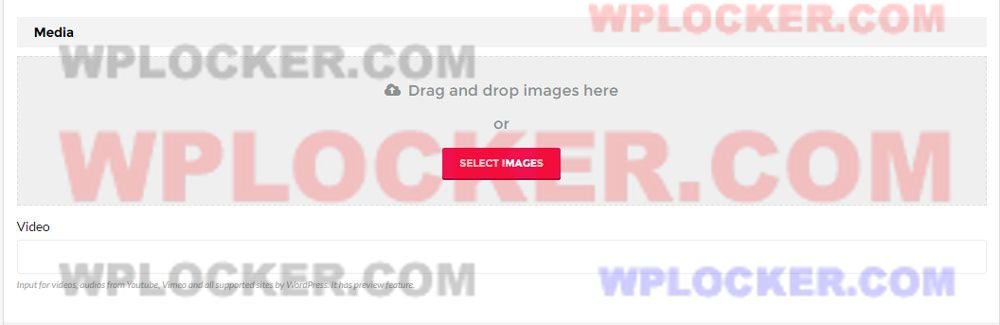 WPLOCKER.COM
Media
WPLOCKER.COM
Drag and drop images here
or
WPLOCKER.COM
SELECT IMAGES
Video
WPLOCKER.COM
WPLOCKER.COM
Input for videos, audios from Youtube, Vimeo and all supported sites by WordPress. It has preview feature.